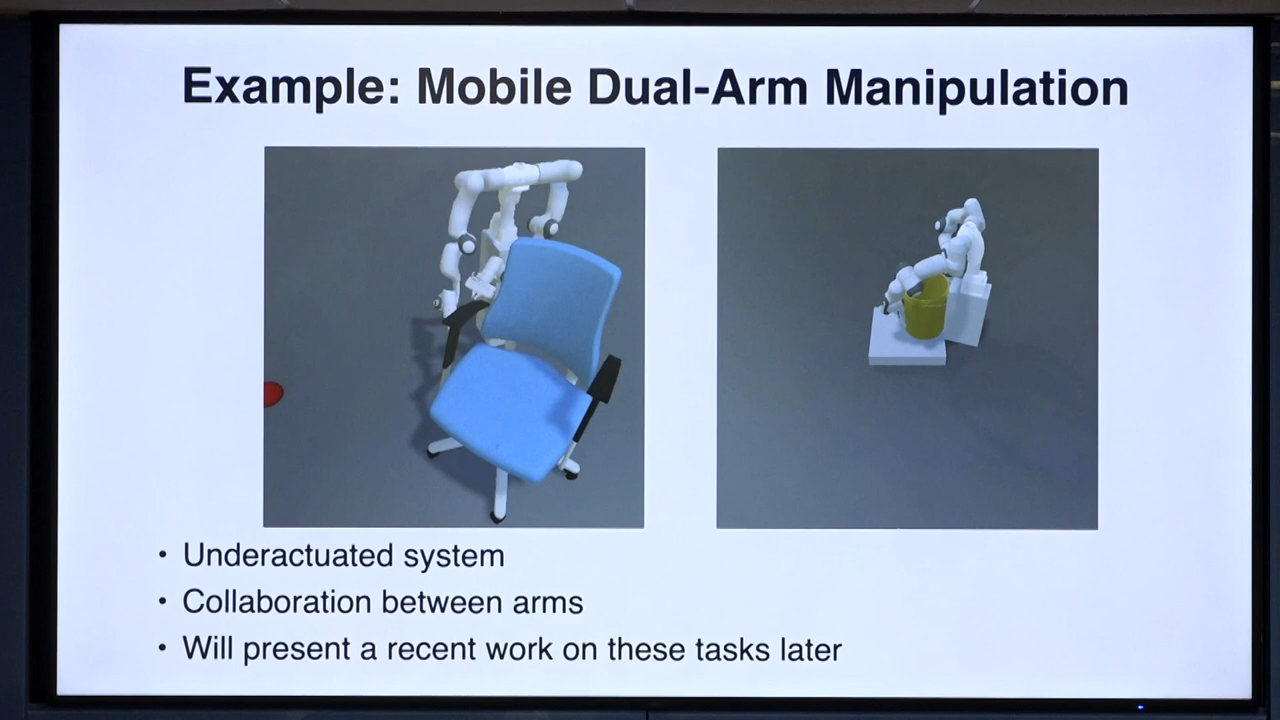 Example: Mobile Dual-Arm Manipulation
• Underactuated system
• Collaboration between arms
• Will present a recent work on these tasks later